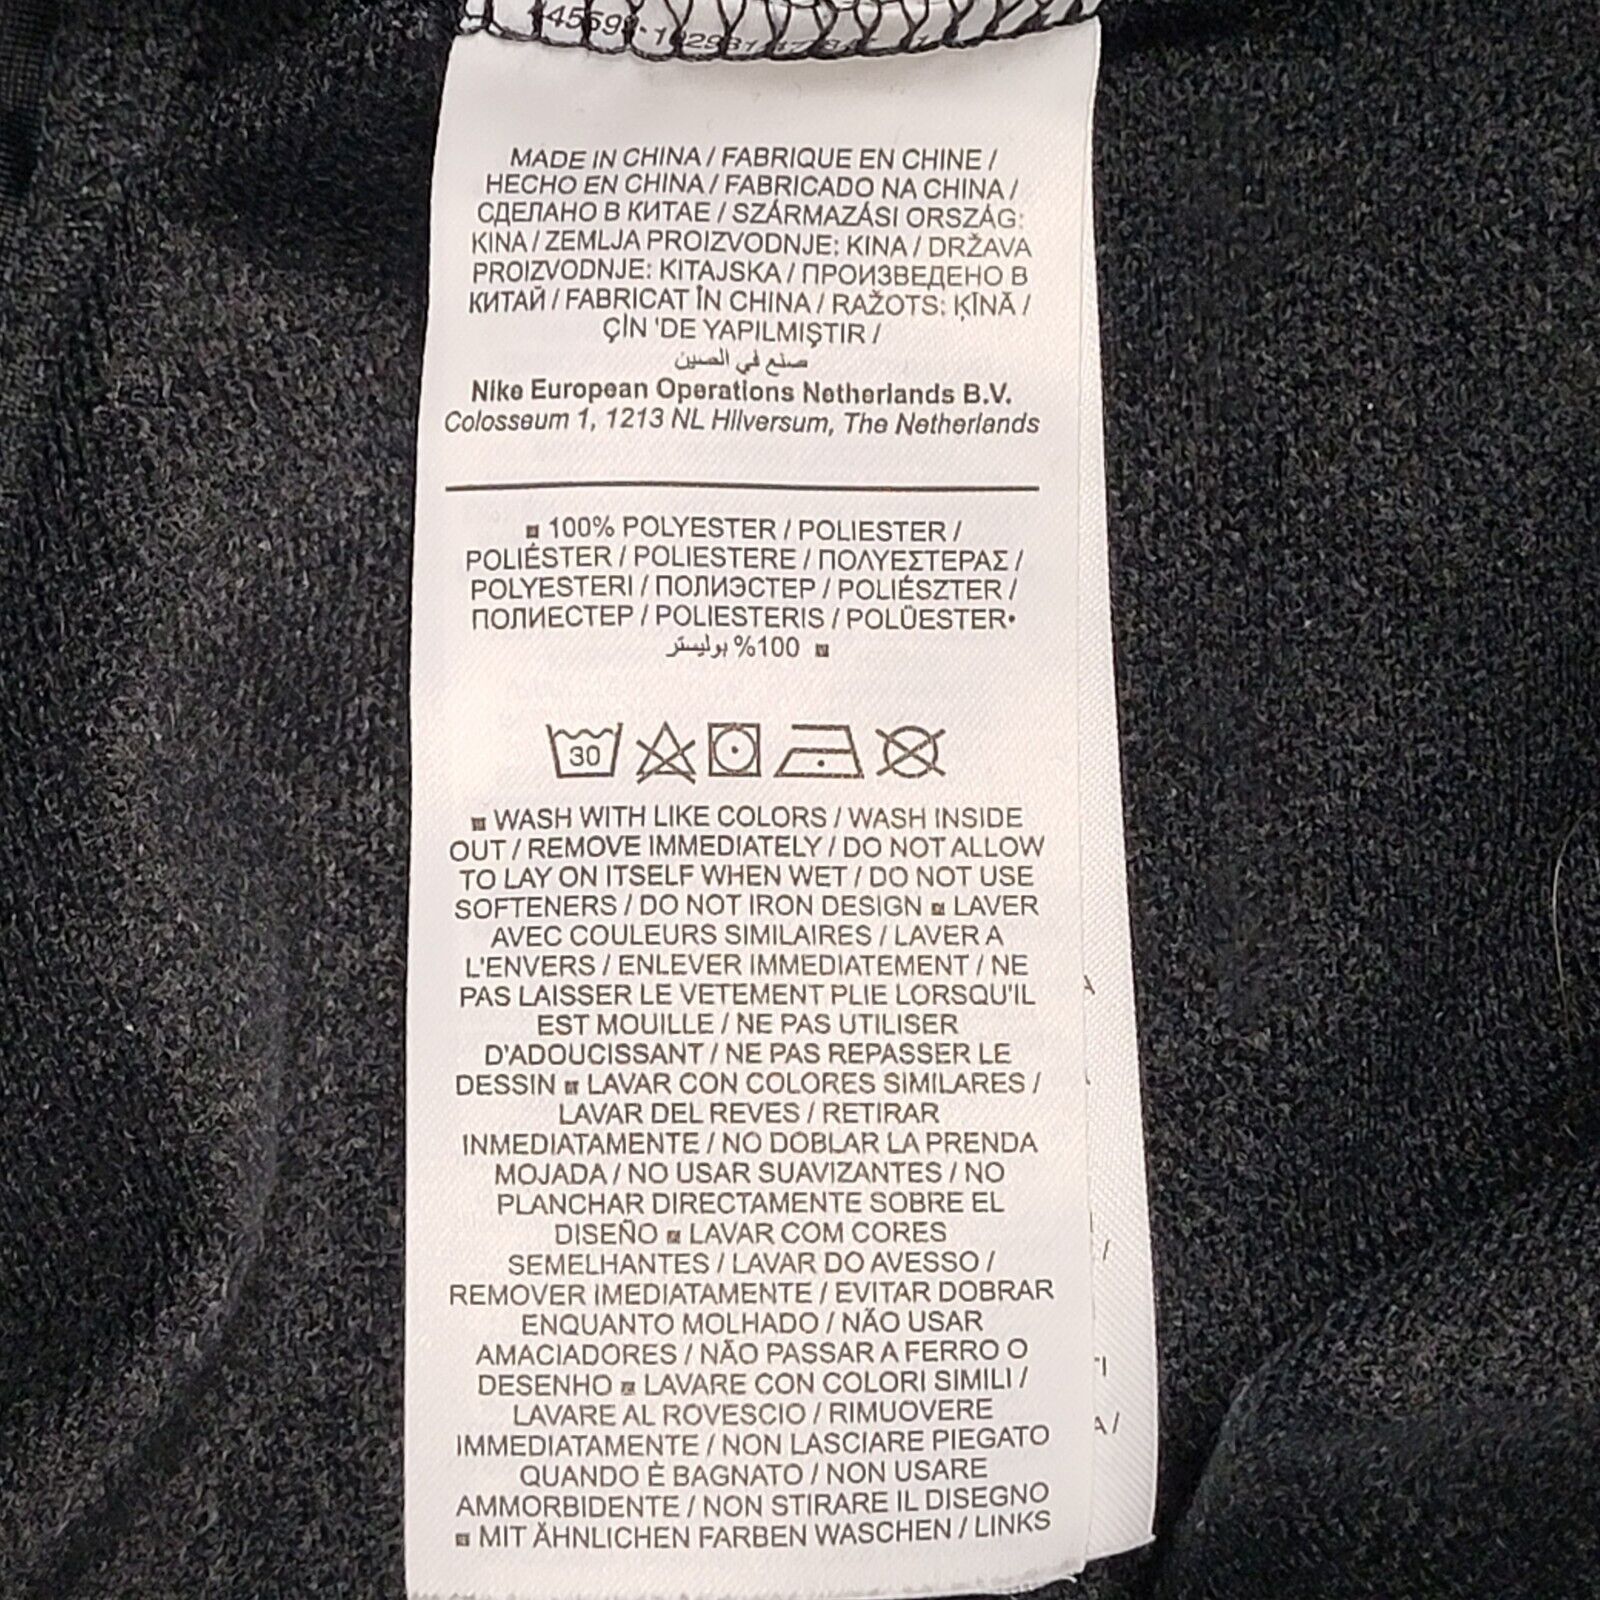 MADE IN CHINA / FABRIQUE EN CHINE /
HECHO EN CHINA / FABRICADO NA CHINA /
СДЕЛАНО В КИТАЕ / SZÁRMAZÁSI ORSZÁG:
KINA / ZEMLJA PROIZVODNJE: KINA / DRŽAVA
PROIZVODNJE: KITAJSKA / ПРОИЗВЕДЕНО В
КИТАЙ / FABRICAT ÎN CHINA / RAŽOTS: ĶĪNĀ /
ÇİN 'DE YAPILMIŞTIR /
صنع في الصين
Nike European Operations Netherlands B.V.
Colosseum 1, 1213 NL Hilversum, The Netherlands
100% POLYESTER / POLIESTER /
POLIÉSTER / POLIESTERE / ΠΟΛΥΕΣΤΕΡΑΣ /
POLYESTERI / ПОЛИЭСТЕР / POLIÉSZTER /
ПОЛИЕСТЕР / POLIESTERIS / POLÜESTER•
100% بوليستر
30
WASH WITH LIKE COLORS / WASH INSIDE
OUT / REMOVE IMMEDIATELY / DO NOT ALLOW
TO LAY ON ITSELF WHEN WET / DO NOT USE
SOFTENERS / DO NOT IRON DESIGN LAVER
AVEC COULEURS SIMILAIRES / LAVER A
L'ENVERS / ENLEVER IMMEDIATEMENT / NE
PAS LAISSER LE VETEMENT PLIE LORSQU'IL
EST MOUILLE / NE PAS UTILISER
D'ADOUCISSANT / NE PAS REPASSER LE
DESSIN LAVAR CON COLORES SIMILARES /
LAVAR DEL REVES / RETIRAR
INMEDIATAMENTE / NO DOBLAR LA PRENDA
MOJADA / NO USAR SUAVIZANTES / NO
PLANCHAR DIRECTAMENTE SOBRE EL
DISEÑO LAVAR COM CORES
SEMELHANTES / LAVAR DO AVESSO /
REMOVER IMEDIATAMENTE / EVITAR DOBRAR
ENQUANTO MOLHADO / NÃO USAR
AMACIADORES / NÃO PASSAR A FERRO O
DESENHO LAVARE CON COLORI SIMILI /
LAVARE AL ROVESCIO / RIMUOVERE
IMMEDIATAMENTE / NON LASCIARE PIEGATO
QUANDO È BAGNATO / NON USARE
AMMORBIDENTE / NON STIRARE IL DISEGNO
MIT ÄHNLICHEN FARBEN WASCHEN / LINKS